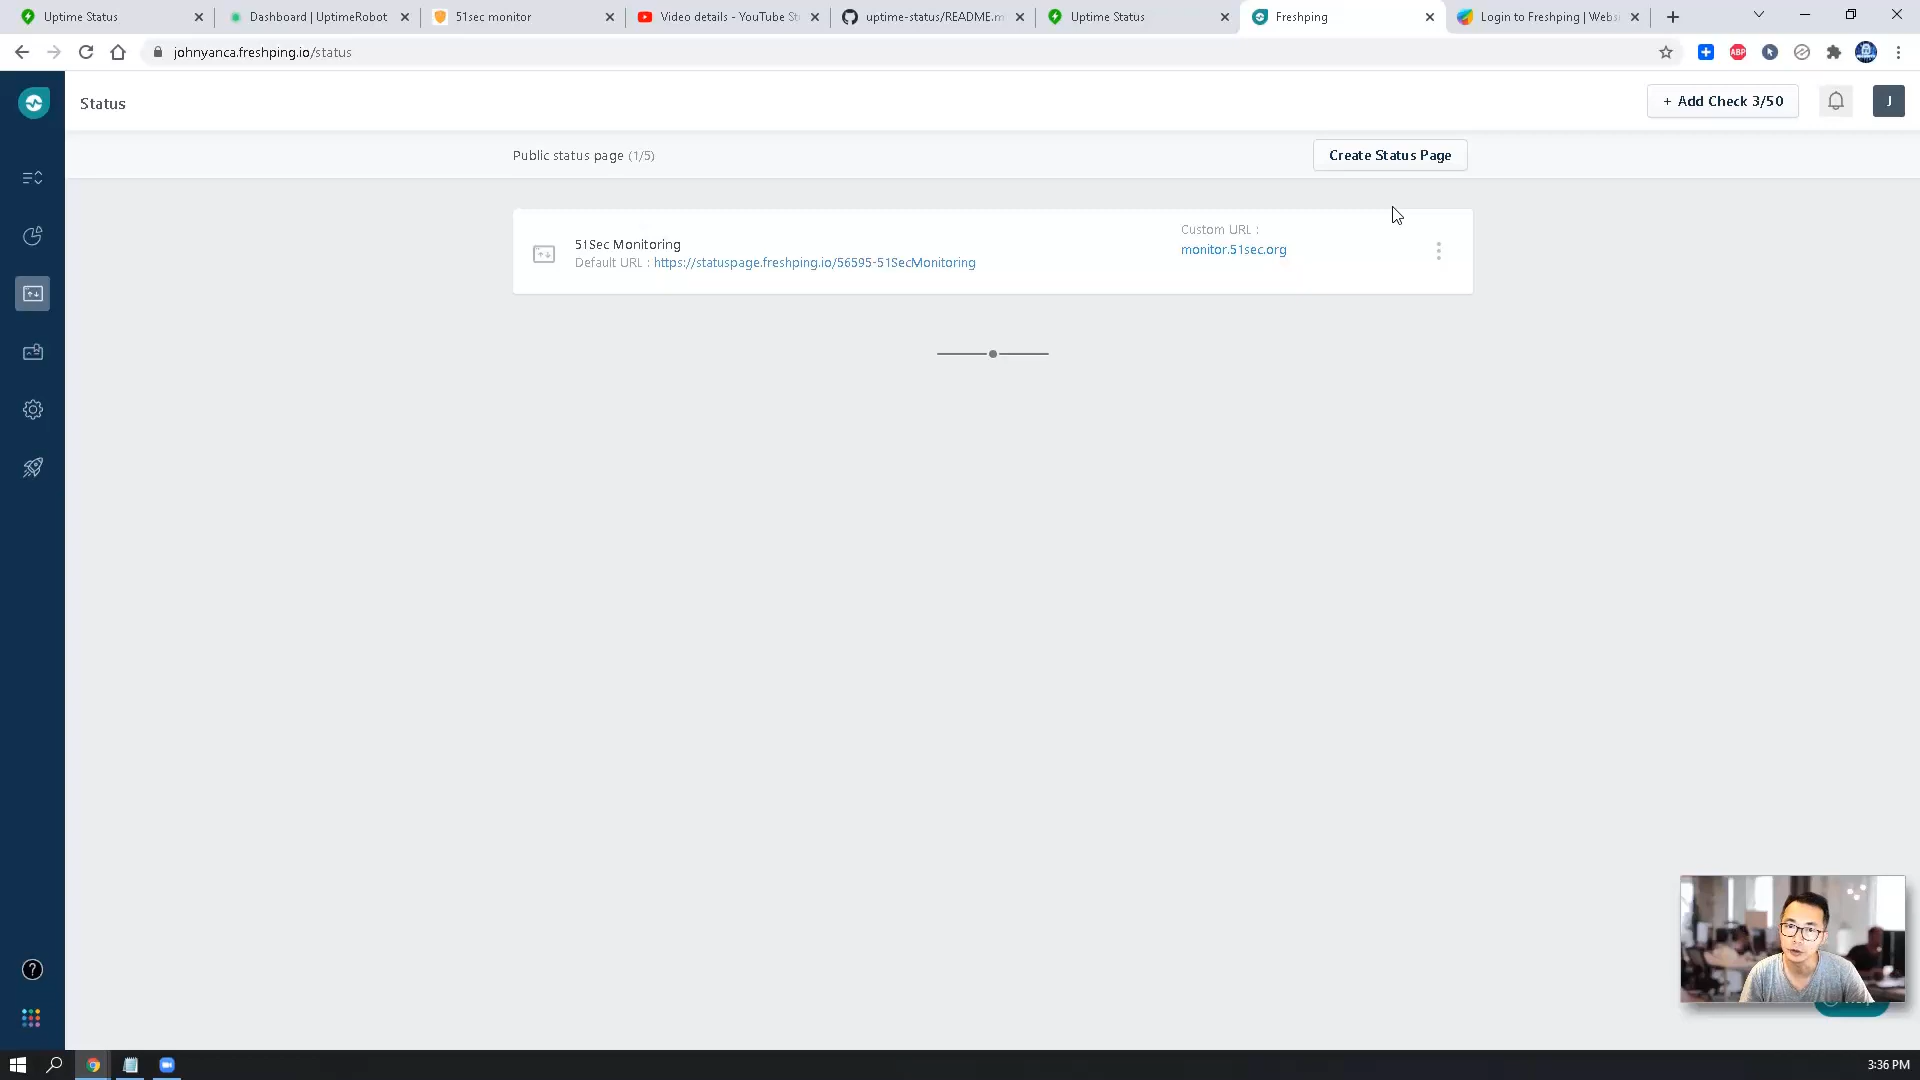 Uptime Status
Dashboard | UptimeRobot
51sec monitor
Video details - YouTube St
uptime-status/README.m
Uptime Status
Freshping
Login to Freshping | Webs
johnyanca.freshping.io/status
ABP
Status
+ Add Check 3/50
J
Public status page (1/5)
Create Status Page
51Sec Monitoring
Default URL : https://statuspage.freshping.io/56595-51SecMonitoring
Custom URL :
monitor.51sec.org
?
3:36 PM